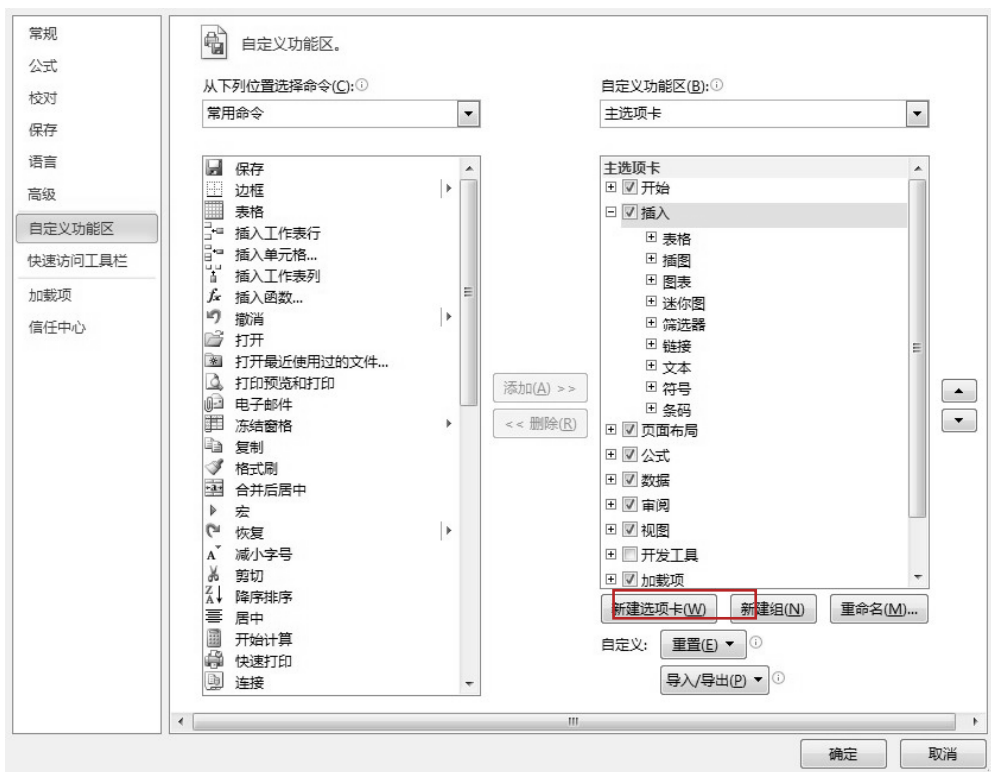 常规
公式
校对
保存
语言
高级
自定义功能区
快速访问工具栏
加载项
信任中心
自定义功能区。
从下列位置选择命令(C):
常用命令
保存
边框
表格
插入工作表行
插入单元格...
插入工作表列
插入函数...
撤消
打开
打开最近使用过的文件...
打印预览和打印
电子邮件
冻结窗格
复制
格式刷
合并后居中
宏
恢复
减小字号
剪切
降序排序
居中
开始计算
快速打印
连接
添加(A) >>
<< 删除(R)
自定义功能区(B):
主选项卡
主选项卡
开始
插入
表格
插图
图表
迷你图
筛选器
链接
文本
符号
条码
页面布局
公式
数据
审阅
视图
开发工具
加载项
新建选项卡(W) 新建组(N) 重命名(M)...
自定义: 重置(E)
导入/导出(P)
确定 取消